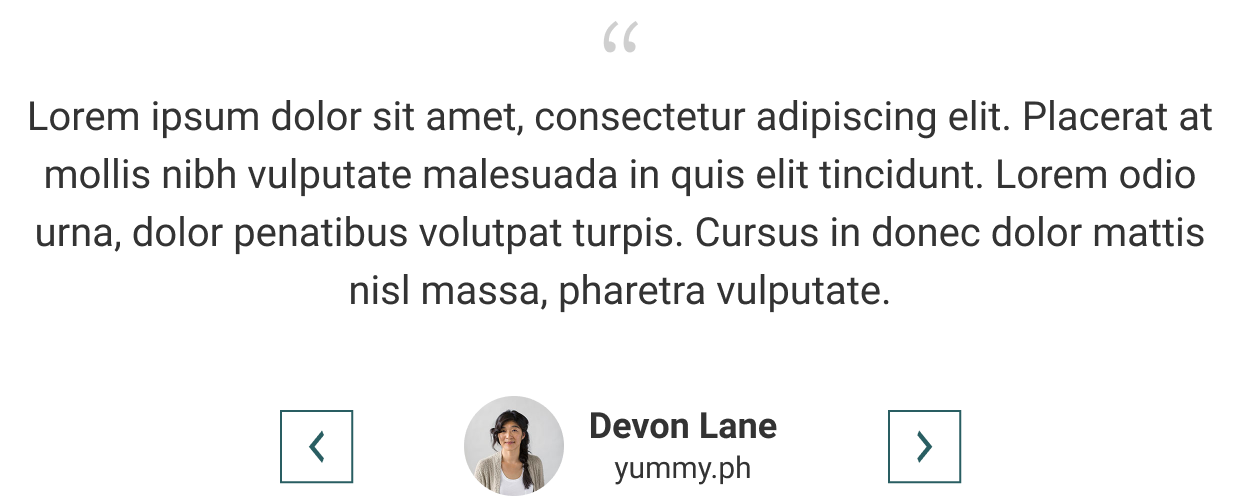 “
Lorem ipsum dolor sit amet, consectetur adipiscing elit. Placerat at
mollis nibh vulputate malesuada in quis elit tincidunt. Lorem odio
urna, dolor penatibus volutpat turpis. Cursus in donec dolor mattis
nisl massa, pharetra vulputate.
Devon Lane
yummy.ph